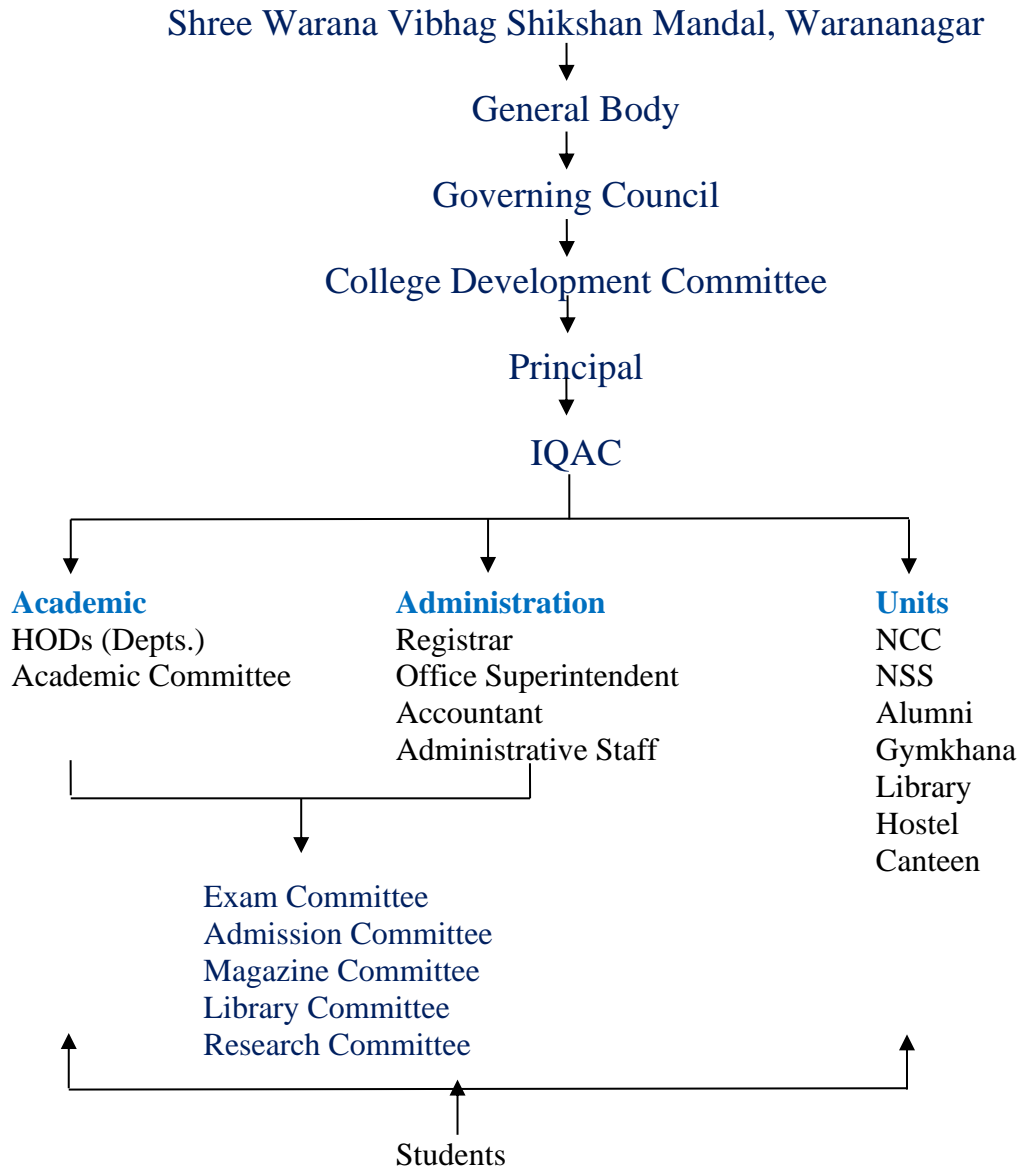 Shree Warana Vibhag Shikshan Mandal, Warananagar
General Body
Governing Council
College Development Committee
Principal
IQAC
Academic
HODs (Depts.)
Academic Committee
Administration
Registrar
Office Superintendent
Accountant
Administrative Staff
Units
NCC
NSS
Alumni
Gymkhana
Library
Hostel
Canteen
Exam Committee
Admission Committee
Magazine Committee
Library Committee
Research Committee
Students